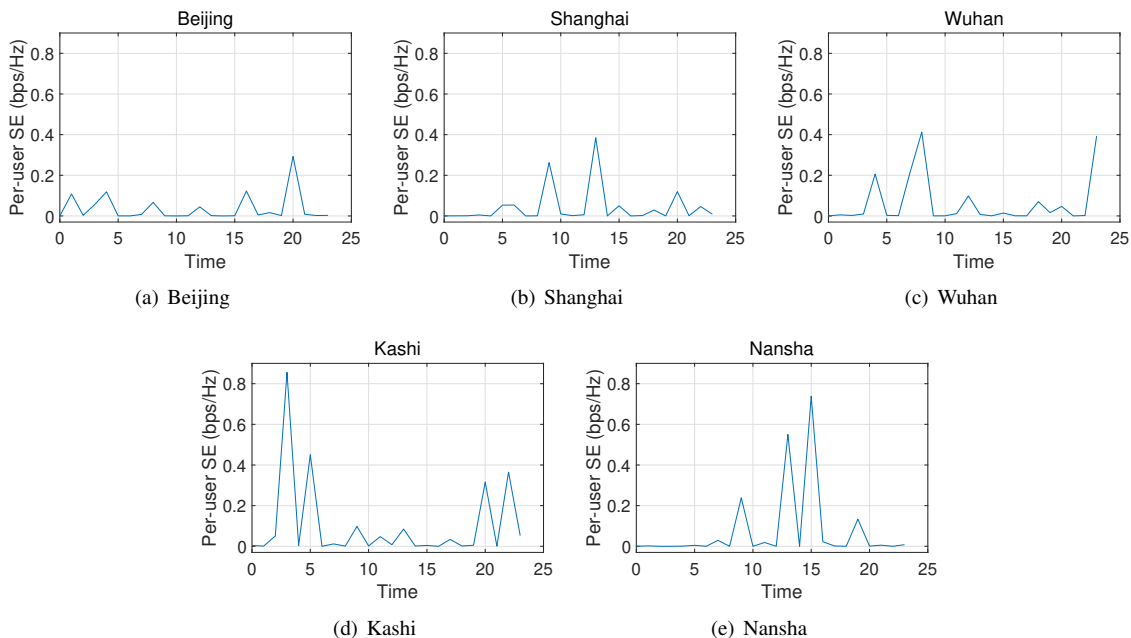 Beijing
Per-user SE (bps/Hz)
0.8
0.6
0.4
0.2
0
0 5 10 15 20 25
Time
(a) Beijing
Shanghai
Per-user SE (bps/Hz)
0.8
0.6
0.4
0.2
0
0 5 10 15 20 25
Time
(b) Shanghai
Wuhan
Per-user SE (bps/Hz)
0.8
0.6
0.4
0.2
0
0 5 10 15 20 25
Time
(c) Wuhan
Kashi
Per-user SE (bps/Hz)
0.8
0.6
0.4
0.2
0
0 5 10 15 20 25
Time
(d) Kashi
Nansha
Per-user SE (bps/Hz)
0.8
0.6
0.4
0.2
0
0 5 10 15 20 25
Time
(e) Nansha